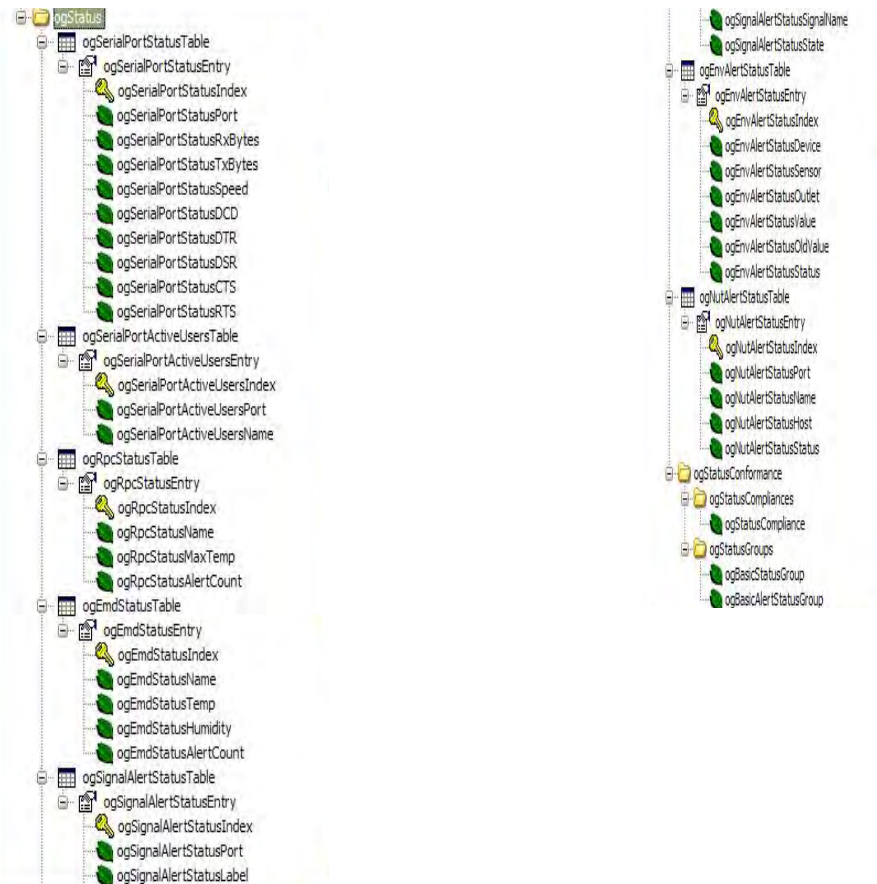 ogStatus
ogSerialPortStatusTable
ogSerialPortStatusEntry
ogSerialPortStatusIndex
ogSerialPortStatusPort
ogSerialPortStatusRxBytes
ogSerialPortStatusTxBytes
ogSerialPortStatusSpeed
ogSerialPortStatusDCD
ogSerialPortStatusDTR
ogSerialPortStatusDSR
ogSerialPortStatusCTS
ogSerialPortStatusRTS
ogSerialPortActiveUsersTable
ogSerialPortActiveUsersEntry
ogSerialPortActiveUsersIndex
ogSerialPortActiveUsersPort
ogSerialPortActiveUsersName
ogRpcStatusTable
ogRpcStatusEntry
ogRpcStatusIndex
ogRpcStatusName
ogRpcStatusMaxTemp
ogRpcStatusAlertCount
ogEmdStatusTable
ogEmdStatusEntry
ogEmdStatusIndex
ogEmdStatusName
ogEmdStatusTemp
ogEmdStatusHumidity
ogEmdStatusAlertCount
ogSignalAlertStatusTable
ogSignalAlertStatusEntry
ogSignalAlertStatusIndex
ogSignalAlertStatusPort
ogSignalAlertStatusLabel
ogSignalAlertStatusSignalName
ogSignalAlertStatusState
ogEnvAlertStatusTable
ogEnvAlertStatusEntry
ogEnvAlertStatusIndex
ogEnvAlertStatusDevice
ogEnvAlertStatusSensor
ogEnvAlertStatusOutlet
ogEnvAlertStatusValue
ogEnvAlertStatusOldValue
ogEnvAlertStatusStatus
ogNutAlertStatusTable
ogNutAlertStatusEntry
ogNutAlertStatusIndex
ogNutAlertStatusPort
ogNutAlertStatusName
ogNutAlertStatusHost
ogNutAlertStatusStatus
ogStatusConformance
ogStatusCompliances
ogStatusCompliance
ogStatusGroups
ogBasicStatusGroup
ogBasicAlertStatusGroup